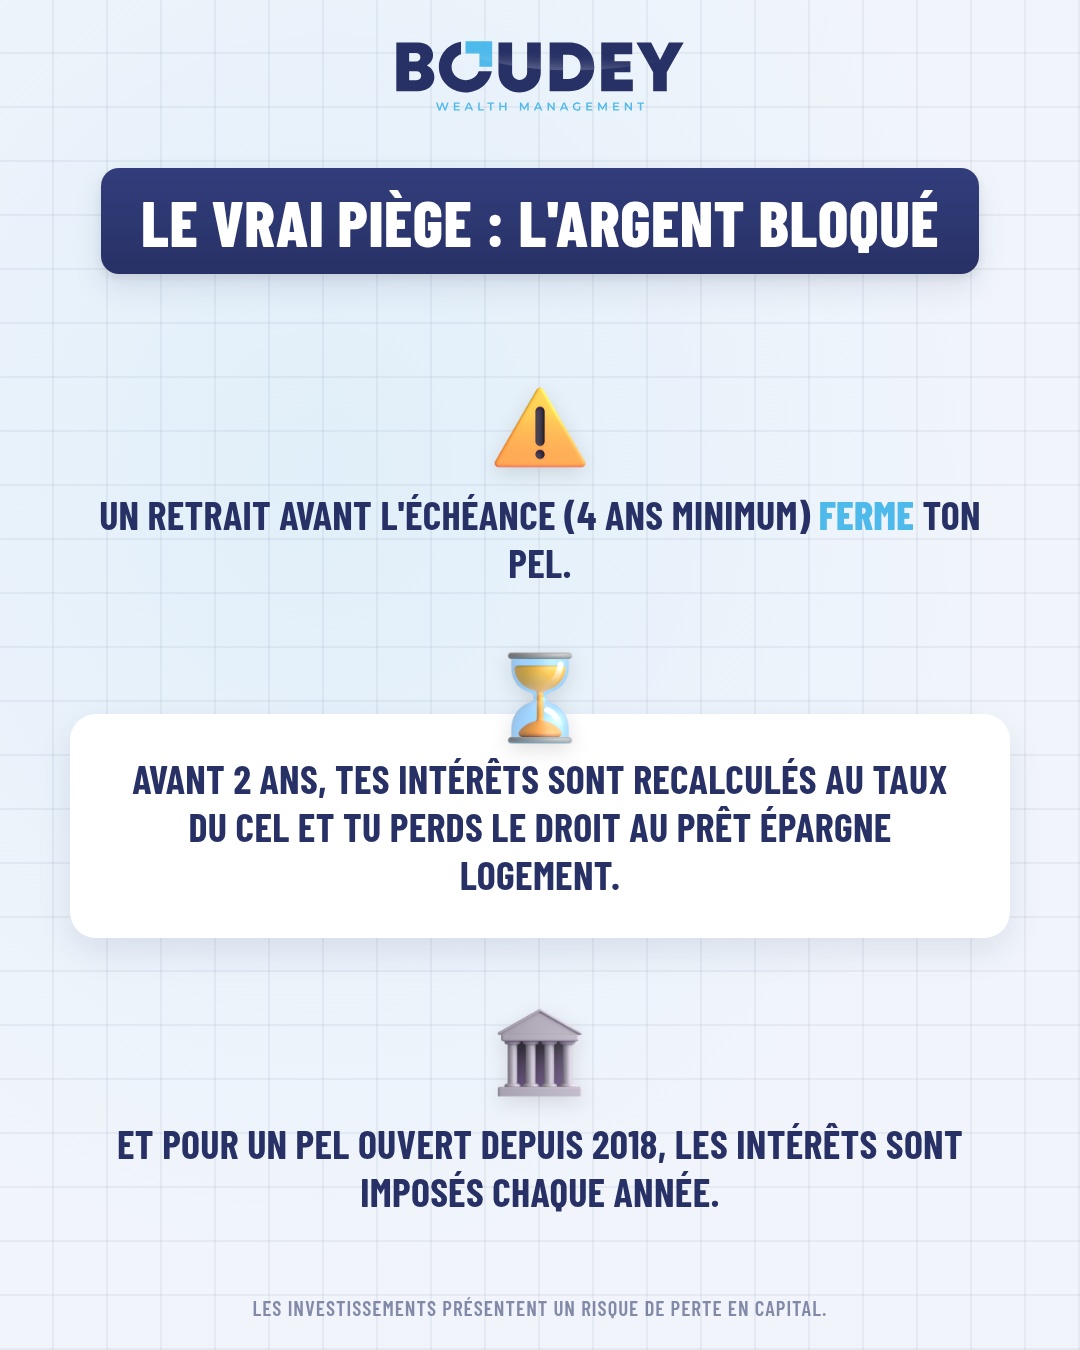 BOUDEY
WEALTH MANAGEMENT
LE VRAI PIÈGE : L'ARGENT BLOQUÉ
UN RETRAIT AVANT L'ÉCHÉANCE (4 ANS MINIMUM) FERME TON
PEL.
AVANT 2 ANS, TES INTÉRÊTS SONT RECALCULÉS AU TAUX
DU CEL ET TU PERDS LE DROIT AU PRÊT ÉPARGNE
LOGEMENT.
ET POUR UN PEL OUVERT DEPUIS 2018, LES INTÉRÊTS SONT
IMPOSÉS CHAQUE ANNÉE.
LES INVESTISSEMENTS PRÉSENTENT UN RISQUE DE PERTE EN CAPITAL.